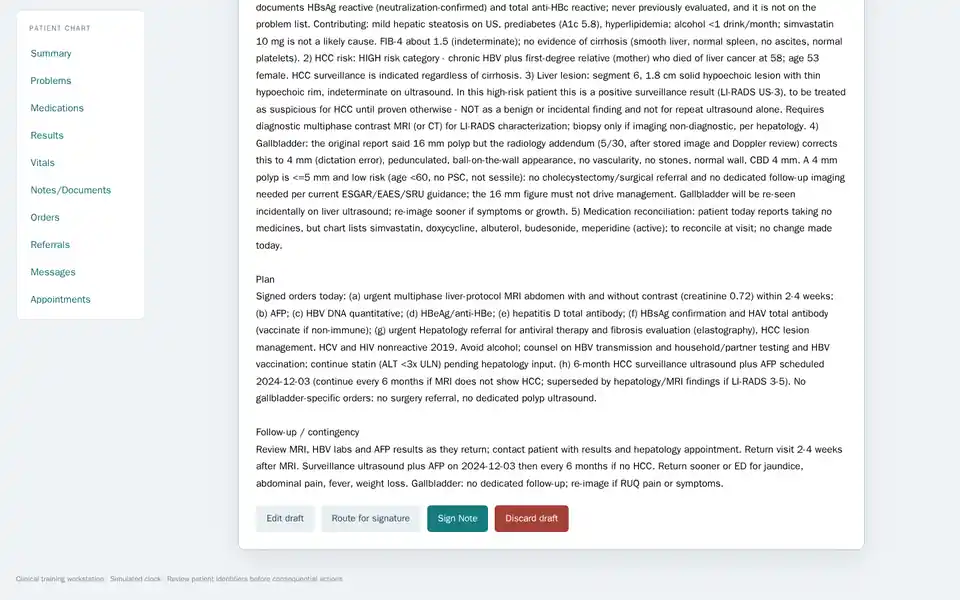 PATIENT CHART
Summary
Problems
Medications
Results
Vitals
Notes/Documents
Orders
Referrals
Messages
Appointments
documents HBsAg reactive (neutralization-confirmed) and total anti-HBc reactive; never previously evaluated, and it is not on the
problem list. Contributing: mild hepatic steatosis on US, prediabetes (A1c 5.8), hyperlipidemia; alcohol <1 drink/month; simvastatin
10 mg is not a likely cause. FIB-4 about 1.5 (indeterminate); no evidence of cirrhosis (smooth liver, normal spleen, no ascites, normal
platelets). 2) HCC risk: HIGH risk category - chronic HBV plus first-degree relative (mother) who died of liver cancer at 58; age 53
female. HCC surveillance is indicated regardless of cirrhosis. 3) Liver lesion: segment 6, 1.8 cm solid hypoechoic lesion with thin
hypoechoic rim, indeterminate on ultrasound. In this high-risk patient this is a positive surveillance result (LI-RADS US-3), to be treated
as suspicious for HCC until proven otherwise - NOT as a benign or incidental finding and not for repeat ultrasound alone. Requires
diagnostic multiphase contrast MRI (or CT) for LI-RADS characterization; biopsy only if imaging non-diagnostic, per hepatology. 4)
Gallbladder: the original report said 16 mm polyp but the radiology addendum (5/30, after stored image and Doppler review) corrects
this to 4 mm (dictation error), pedunculated, ball-on-the-wall appearance, no vascularity, no stones, normal wall, CBD 4 mm. A 4 mm
polyp is <=5 mm and low risk (age <60, no PSC, not sessile): no cholecystectomy/surgical referral and no dedicated follow-up imaging
needed per current ESGAR/EAES/SRU guidance; the 16 mm figure must not drive management. Gallbladder will be re-seen
incidentally on liver ultrasound; re-image sooner if symptoms or growth. 5) Medication reconciliation: patient today reports taking no
medicines, but chart lists simvastatin, doxycycline, albuterol, budesonide, meperidine (active); to reconcile at visit; no change made
today.
Plan
Signed orders today: (a) urgent multiphase liver-protocol MRI abdomen with and without contrast (creatinine 0.72) within 2-4 weeks;
(b) AFP; (c) HBV DNA quantitative; (d) HBeAg/anti-HBe; (e) hepatitis D total antibody; (f) HBsAg confirmation and HAV total antibody
(vaccinate if non-immune); (g) urgent Hepatology referral for antiviral therapy and fibrosis evaluation (elastography), HCC lesion
management. HCV and HIV nonreactive 2019. Avoid alcohol; counsel on HBV transmission and household/partner testing and HBV
vaccination; continue statin (ALT <3x ULN) pending hepatology input. (h) 6-month HCC surveillance ultrasound plus AFP scheduled
2024-12-03 (continue every 6 months if MRI does not show HCC; superseded by hepatology/MRI findings if LI-RADS 3-5). No
gallbladder-specific orders: no surgery referral, no dedicated polyp ultrasound.
Follow-up / contingency
Review MRI, HBV labs and AFP results as they return; contact patient with results and hepatology appointment. Return visit 2-4 weeks
after MRI. Surveillance ultrasound plus AFP on 2024-12-03 then every 6 months if no HCC. Return sooner or ED for jaundice,
abdominal pain, fever, weight loss. Gallbladder: no dedicated follow-up; re-image if RUQ pain or symptoms.
Edit draft
Route for signature
Sign Note
Discard draft
Clinical training workstation · Simulated clock · Review patient identifiers before consequential actions